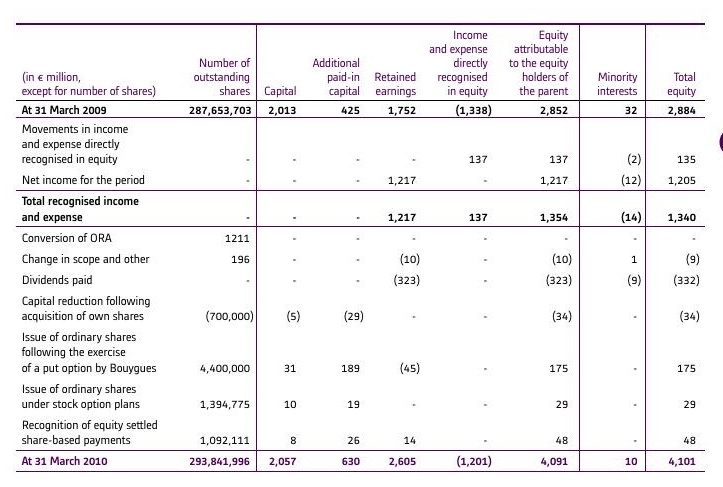 (in € million, except for number of shares) Number of outstanding shares Capital Additional paid-in capital Retained earnings Income and expense directly recognised in equity Equity attributable to the equity holders of the parent Minority interests Total equity
At 31 March 2009 287,653,703 2,013 425 1,752 (1,338) 2,852 32 2,884
Movements in income
and expense directly
recognised in equity - - - - 137 137 (2) 135
Net income for the period - - - 1,217 - 1,217 (12) 1,205
Total recognised income
and expense - - - 1,217 137 1,354 (14) 1,340
Conversion of ORA 1211 - - - - - - -
Change in scope and other 196 - - (10) - (10) 1 (9)
Dividends paid - - - (323) - (323) (9) (332)
Capital reduction following
acquisition of own shares (700,000) (5) (29) - - (34) - (34)
Issue of ordinary shares
following the exercise
of a put option by Bouygues 4,400,000 31 189 (45) - 175 - 175
Issue of ordinary shares
under stock option plans 1,394,775 10 19 - - 29 - 29
Recognition of equity settled
share-based payments 1,092,111 8 26 14 - 48 - 48
At 31 March 2010 293,841,996 2,057 630 2,605 (1,201) 4,091 10 4,101